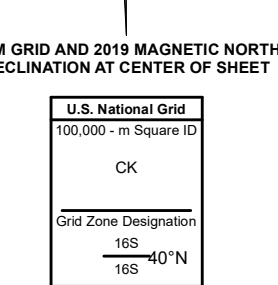 M GRID AND 2019 MAGNETIC NORTH
ECLINATION AT CENTER OF SHEET
U.S. National Grid
100,000 - m Square ID
CK
Grid Zone Designation
16S
40°N
16S